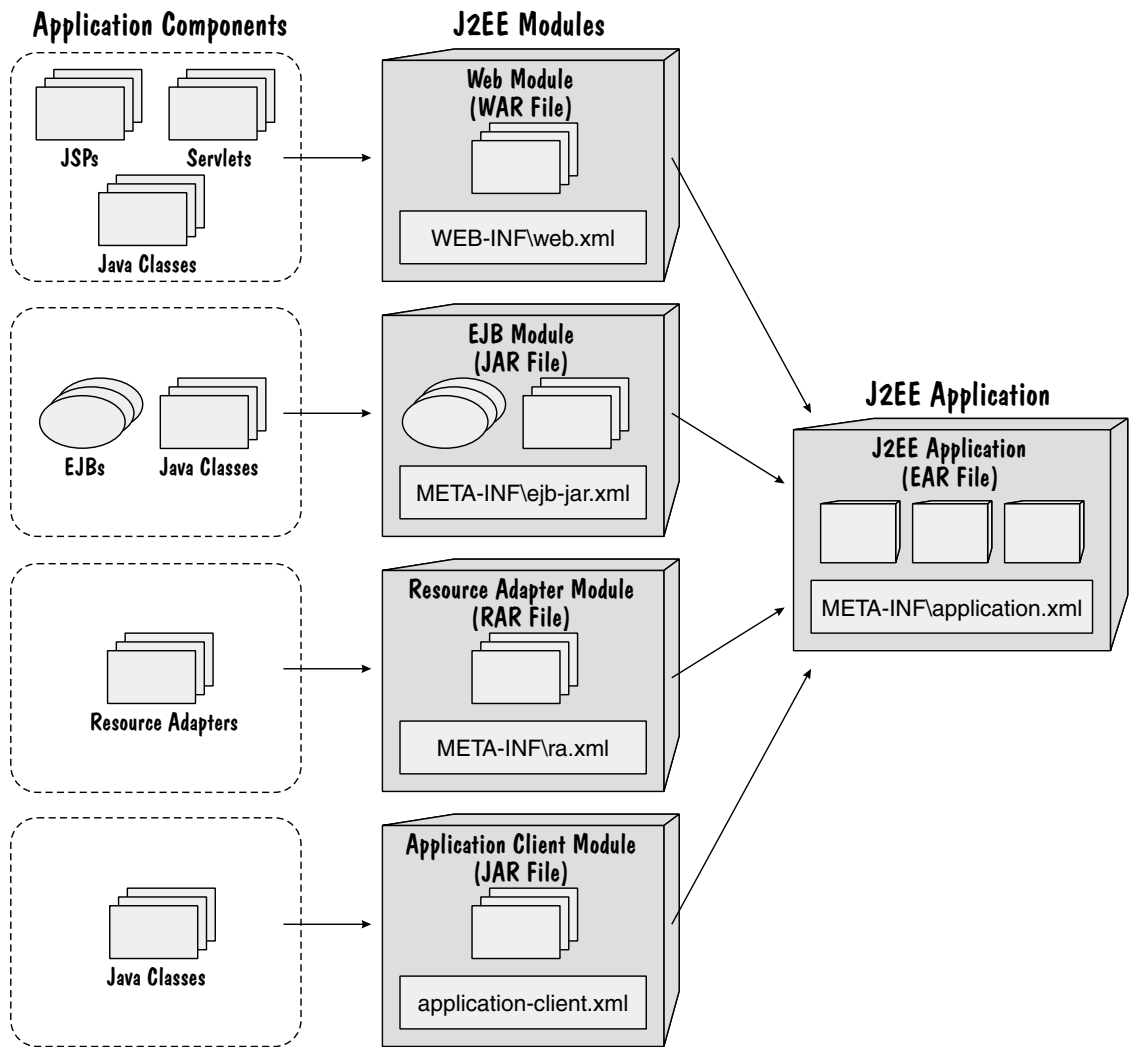 Application Components
J2EE Modules
JSPs
Servlets
Java Classes
Web Module
(WAR File)
WEB-INF\web.xml
EJBs
Java Classes
EJB Module
(JAR File)
META-INF\ejb-jar.xml
Resource Adapters
Resource Adapter Module
(RAR File)
META-INF\ra.xml
Java Classes
Application Client Module
(JAR File)
application-client.xml
J2EE Application
J2EE Application
(EAR File)
META-INF\application.xml